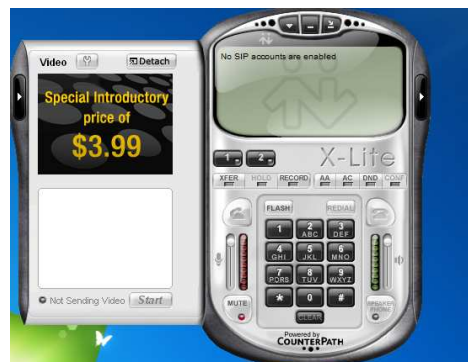 Video
Detach
Special Introductory
price of
$3.99
Not Sending Video
Start
No SIP accounts are enabled
1
2
X-Lite
XFER HOLD RECORD AA AC DND CONF
FLASH
REDIAL
1
2 ABC
3 DEF
4 GHI
5 JKL
6 MNO
7 PQRS
8 TUV
9 WXYZ
*
0
#
MUTE
SPEAKER
PHONE
CLEAR
Powered by
COUNTERPATH